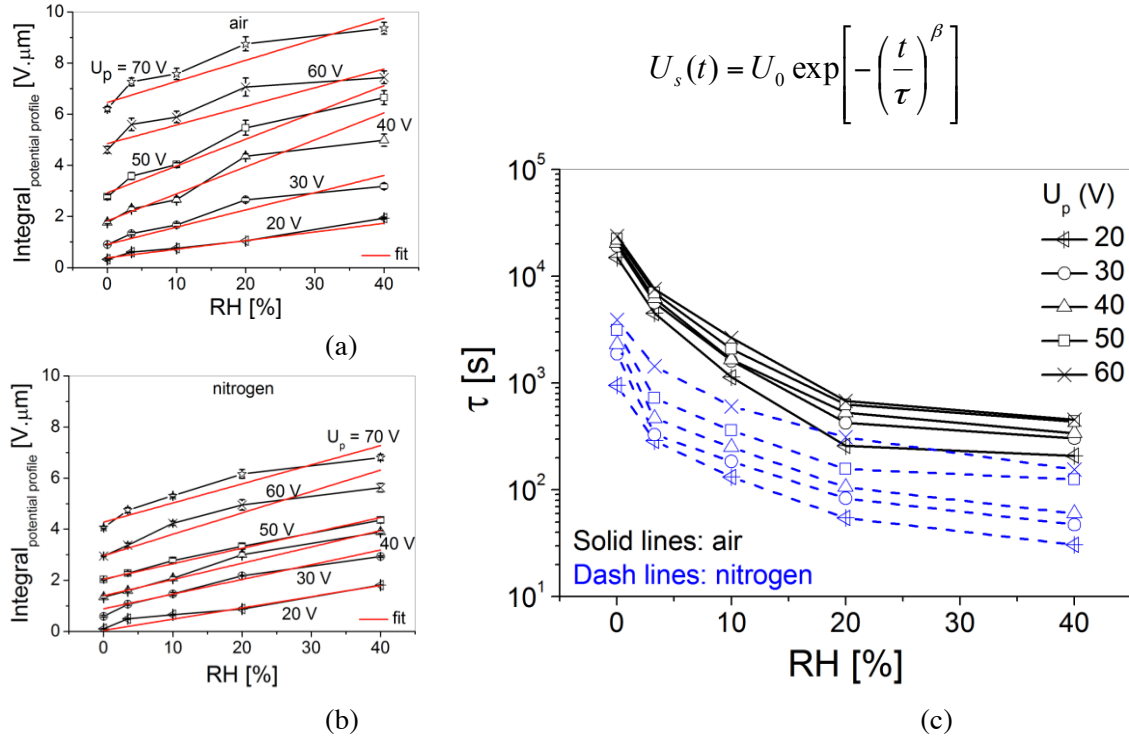 air
U_p = 70 V
60 V
50 V
40 V
30 V
20 V
fit
Integral_potential profile [V.μm]
10
8
6
4
2
0
0 10 20 30 40
RH [%]
(a)
nitrogen
U_p = 70 V
60 V
50 V
40 V
30 V
20 V
fit
Integral_potential profile [V.μm]
10
8
6
4
2
0
0 10 20 30 40
RH [%]
(b)
U_s(t) = U_0 exp[-(t/τ)^β]
τ [s]
10^5
10^4
10^3
10^2
10^1
U_p (V)
20
30
40
50
60
Solid lines: air
Dash lines: nitrogen
0 10 20 30 40
RH [%]
(c)